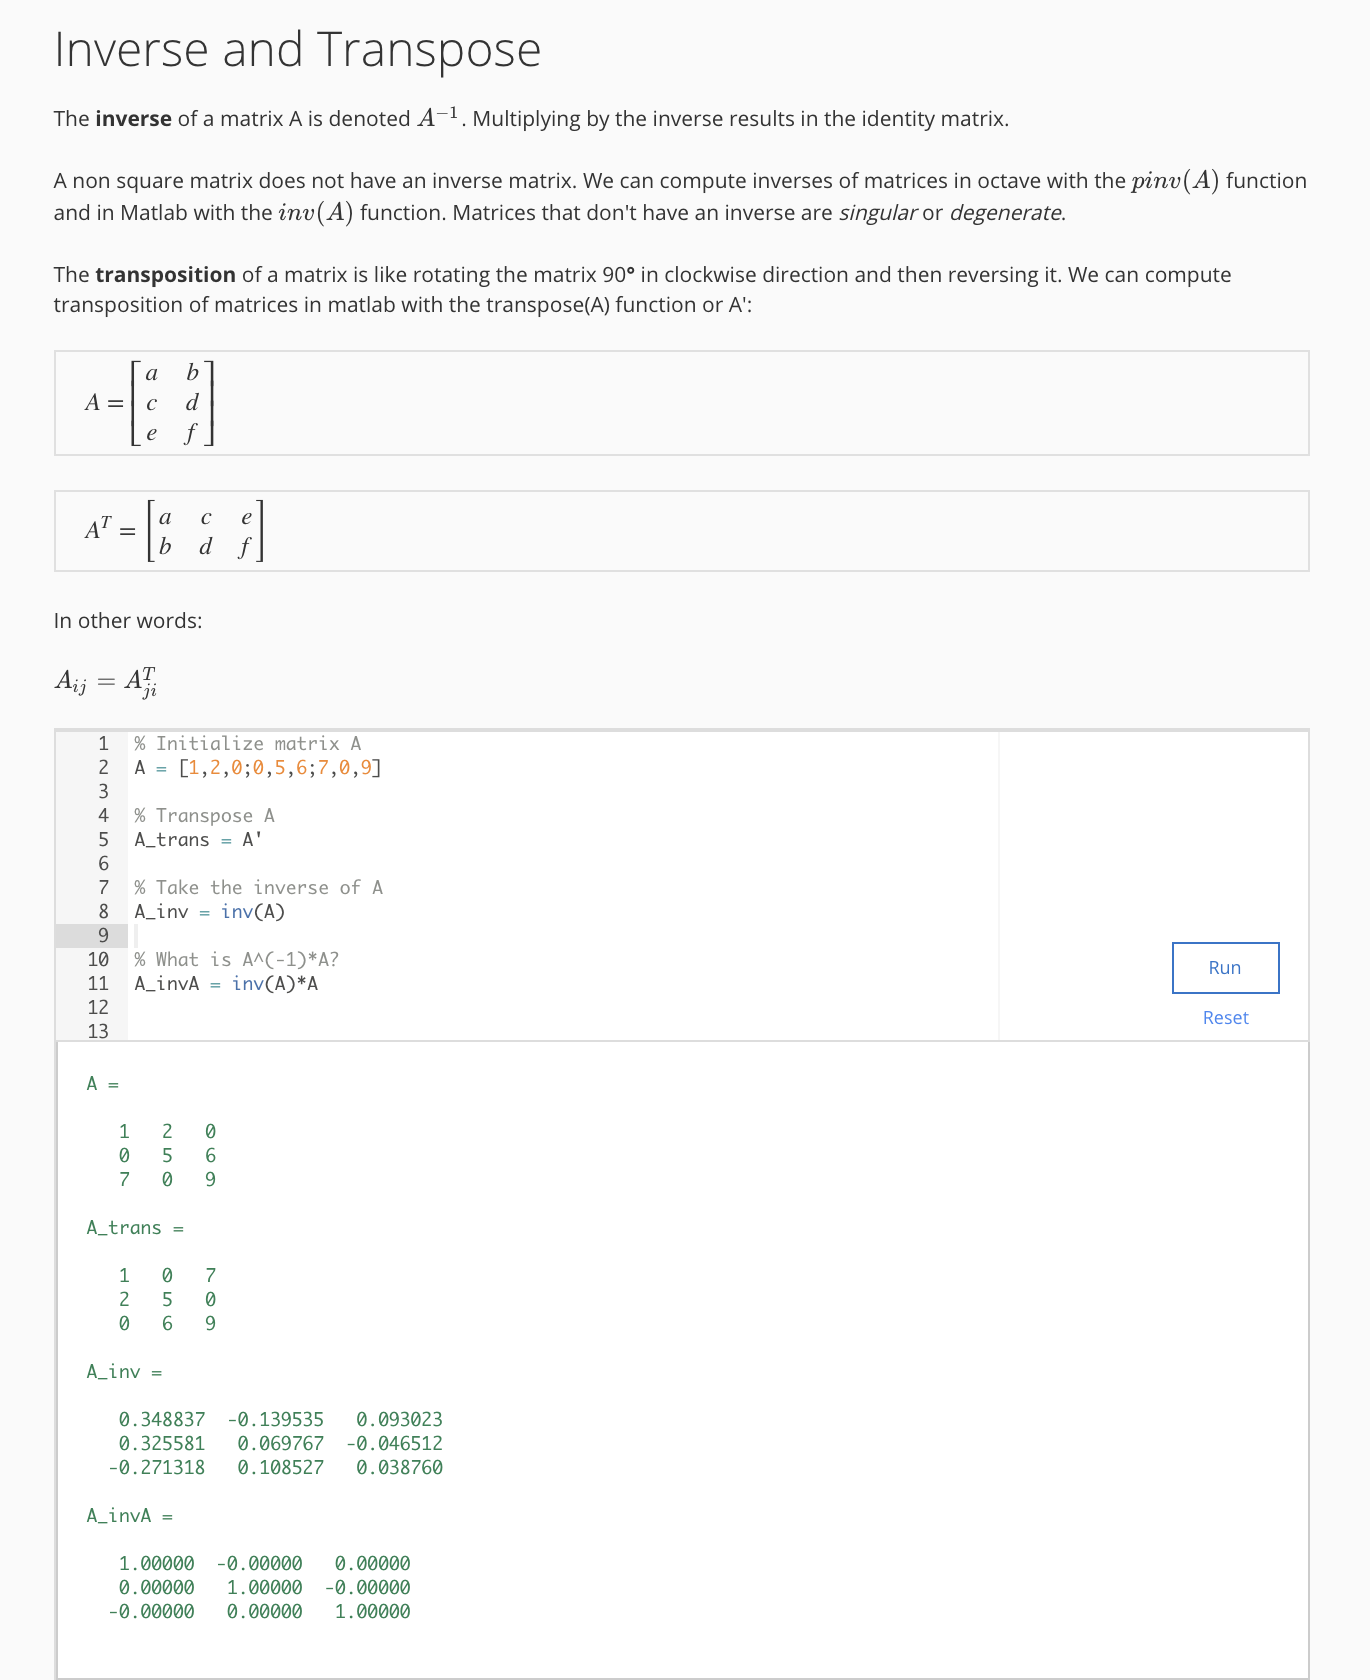 Inverse and Transpose
The inverse of a matrix A is denoted A⁻¹. Multiplying by the inverse results in the identity matrix.
A non square matrix does not have an inverse matrix. We can compute inverses of matrices in octave with the pinv(A) function
and in Matlab with the inv(A) function. Matrices that don't have an inverse are singular or degenerate.
The transposition of a matrix is like rotating the matrix 90° in clockwise direction and then reversing it. We can compute
transposition of matrices in matlab with the transpose(A) function or A':
a b
A = c d
e f
Aᵀ = a c e
b d f
In other words:
A_{ij} = A^T_{ji}
1 % Initialize matrix A
2 A = [1,2,0;0,5,6;7,0,9]
3
4 % Transpose A
5 A_trans = A'
6
7 % Take the inverse of A
8 A_inv = inv(A)
9
10 % What is A^(-1)*A?
11 A_invA = inv(A)*A
12
13
Run
Reset
A =
1 2 0
0 5 6
7 0 9
A_trans =
1 0 7
2 5 0
0 6 9
A_inv =
0.348837 -0.139535 0.093023
0.325581 0.069767 -0.046512
-0.271318 0.108527 0.038760
A_invA =
1.00000 -0.00000 0.00000
0.00000 1.00000 -0.00000
-0.00000 0.00000 1.00000